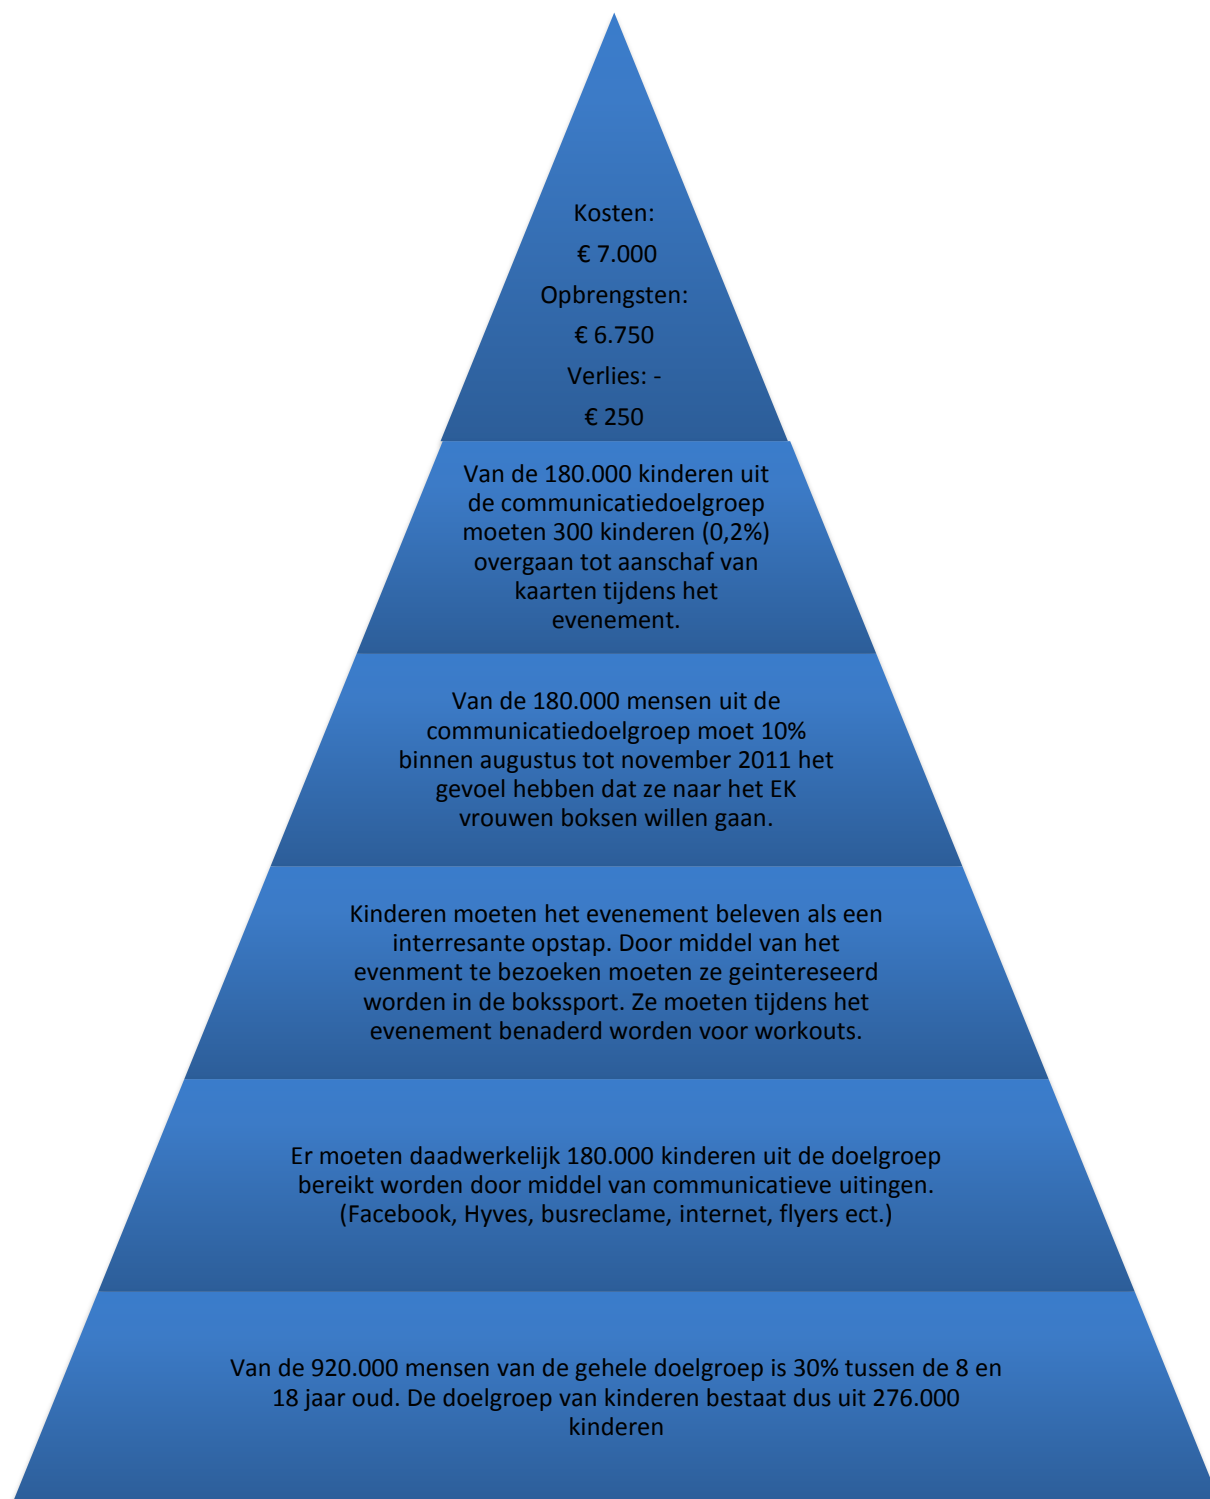 Kosten:
€ 7.000
Opbrengsten:
€ 6.750
Verlies: -
€ 250
Van de 180.000 kinderen uit
de communicatiedoelgroep
moeten 300 kinderen (0,2%)
overgaan tot aanschaf van
kaarten tijdens het
evenement.
Van de 180.000 mensen uit de
communicatiedoelgroep moet 10%
binnen augustus tot november 2011 het
gevoel hebben dat ze naar het EK
vrouwen boksen willen gaan.
Kinderen moeten het evenement beleven als een
interresante opstap. Door middel van het
evenment te bezoeken moeten ze geintereseerd
worden in de bokssport. Ze moeten tijdens het
evenement benaderd worden voor workouts.
Er moeten daadwerkelijk 180.000 kinderen uit de doelgroep
bereikt worden door middel van communicatieve uitingen.
(Facebook, Hyves, busreclame, internet, flyers ect.)
Van de 920.000 mensen van de gehele doelgroep is 30% tussen de 8 en
18 jaar oud. De doelgroep van kinderen bestaat dus uit 276.000
kinderen